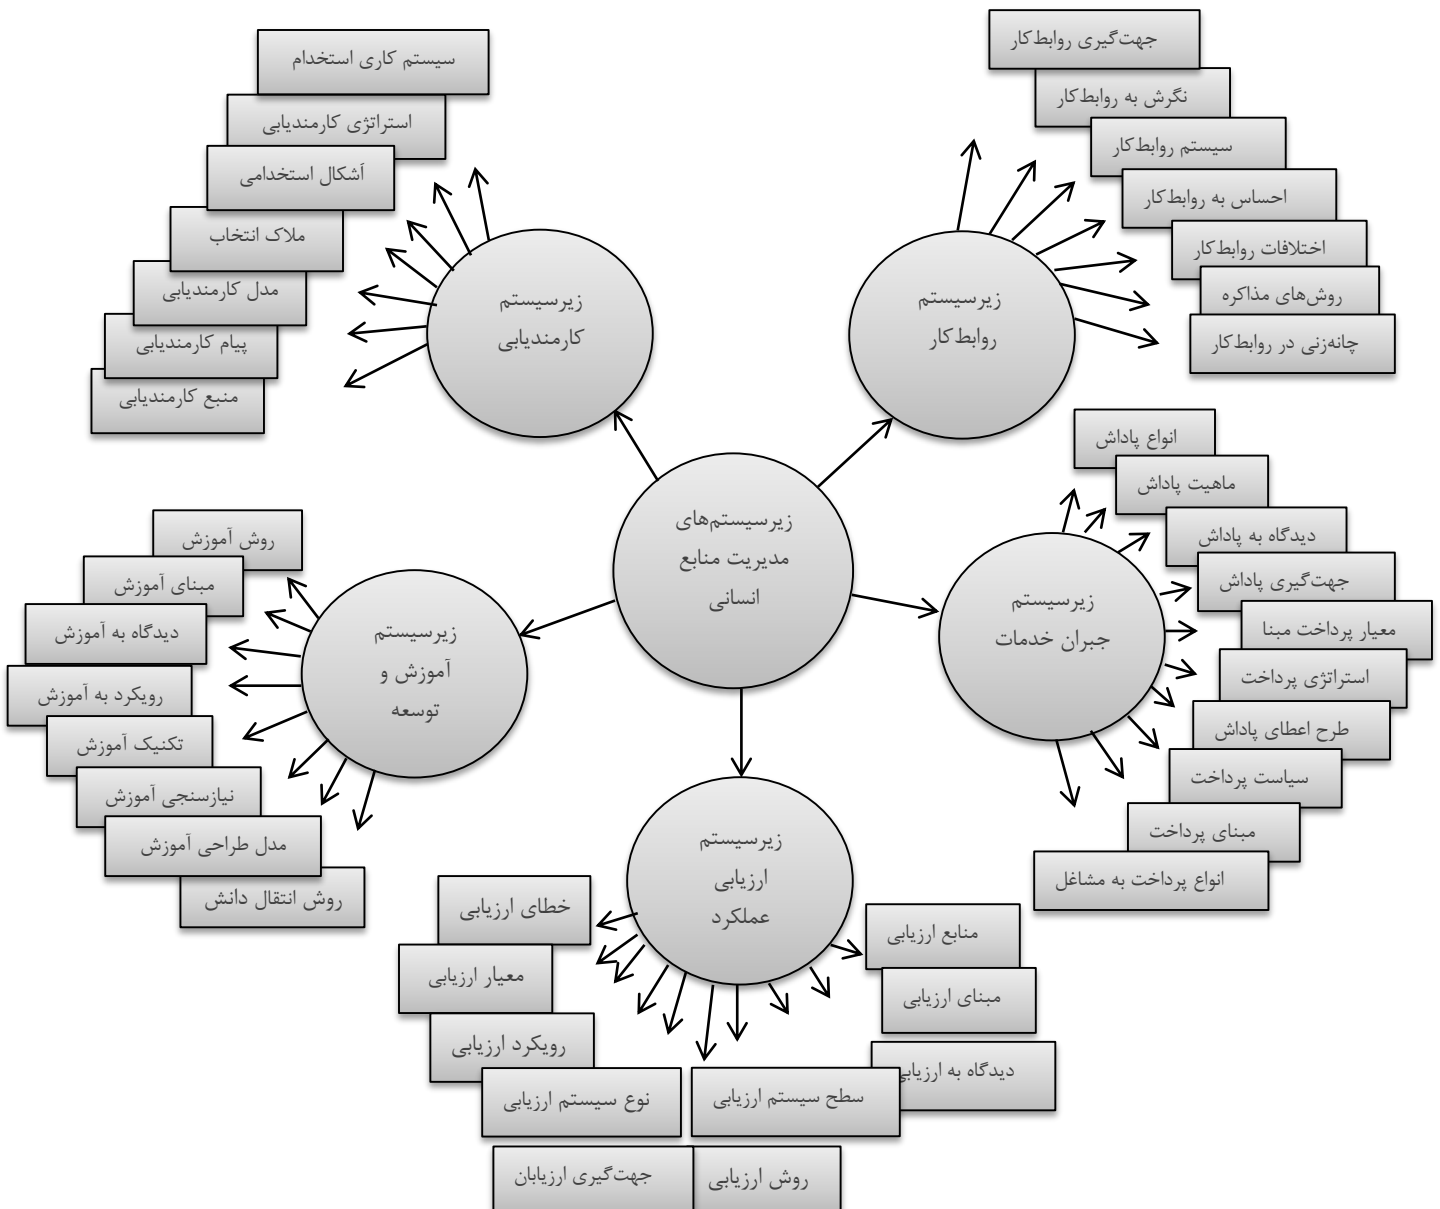 جهت‌گیری روابط‌کار
نگرش به روابط‌کار
سیستم روابط‌کار
احساس به روابط‌کار
اختلافات روابط‌کار
روش‌های مذاکره
چانه‌زنی در روابط‌کار
زیرسیستم
روابط‌کار
سیستم کاری استخدام
استراتژی کارمندیابی
اَشکال استخدامی
ملاک انتخاب
مدل کارمندیابی
پیام کارمندیابی
منبع کارمندیابی
زیرسیستم
کارمندیابی
زیرسیستم‌های
مدیریت منابع
انسانی
انواع پاداش
ماهیت پاداش
دیدگاه به پاداش
جهت‌گیری پاداش
معیار پرداخت مبنا
استراتژی پرداخت
طرح اعطای پاداش
سیاست پرداخت
مبنای پرداخت
انواع پرداخت به مشاغل
زیرسیستم
جبران خدمات
روش آموزش
مبنای آموزش
دیدگاه به آموزش
رویکرد به آموزش
تکنیک آموزش
نیازسنجی آموزش
مدل طراحی آموزش
روش انتقال دانش
زیرسیستم
آموزش و
توسعه
زیرسیستم
ارزیابی
عملکرد
منابع ارزیابی
مبنای ارزیابی
دیدگاه به ارزیابی
سطح سیستم ارزیابی
روش ارزیابی
خطای ارزیابی
معیار ارزیابی
رویکرد ارزیابی
نوع سیستم ارزیابی
جهت‌گیری ارزیابان